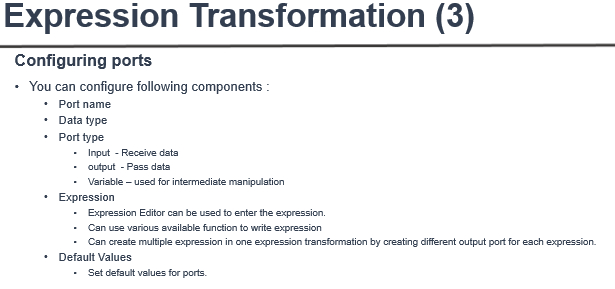 Expression Transformation (3)
Configuring ports
• You can configure following components :
• Port name
• Data type
• Port type
• Input - Receive data
• output - Pass data
• Variable – used for intermediate manipulation
• Expression
• Expression Editor can be used to enter the expression.
• Can use various available function to write expression
• Can create multiple expression in one expression transformation by creating different output port for each expression.
• Default Values
• Set default values for ports.